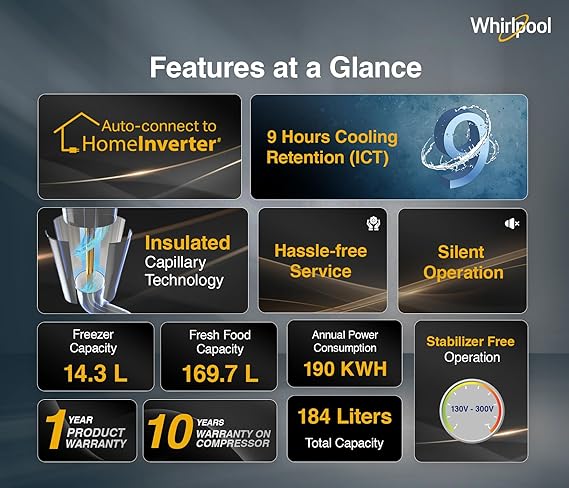 Whirlpool
Features at a Glance
Auto-connect to
HomeInverter#
9 Hours Cooling
Retention (ICT)
9
Insulated
Capillary
Technology
Hassle-free
Service
Silent
Operation
Freezer
Capacity
14.3 L
Fresh Food
Capacity
169.7 L
Annual Power
Consumption
190 KWH
Stabilizer Free
Operation
130V - 300V
1 YEAR
PRODUCT
WARRANTY
10 YEARS
WARRANTY ON
COMPRESSOR
184 Liters
Total Capacity